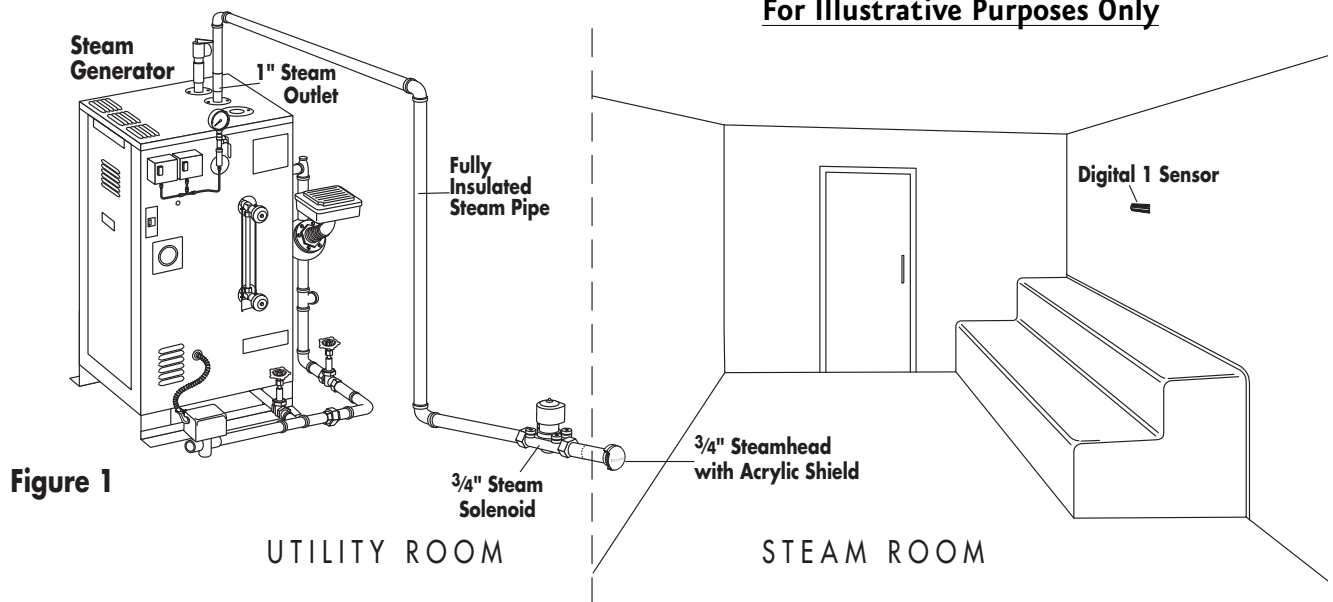 For Illustrative Purposes Only
Steam
Generator
1" Steam
Outlet
Fully
Insulated
Steam Pipe
Digital 1 Sensor
3/4" Steamhead
with Acrylic Shield
3/4" Steam
Solenoid
Figure 1
UTILITY ROOM
STEAM ROOM